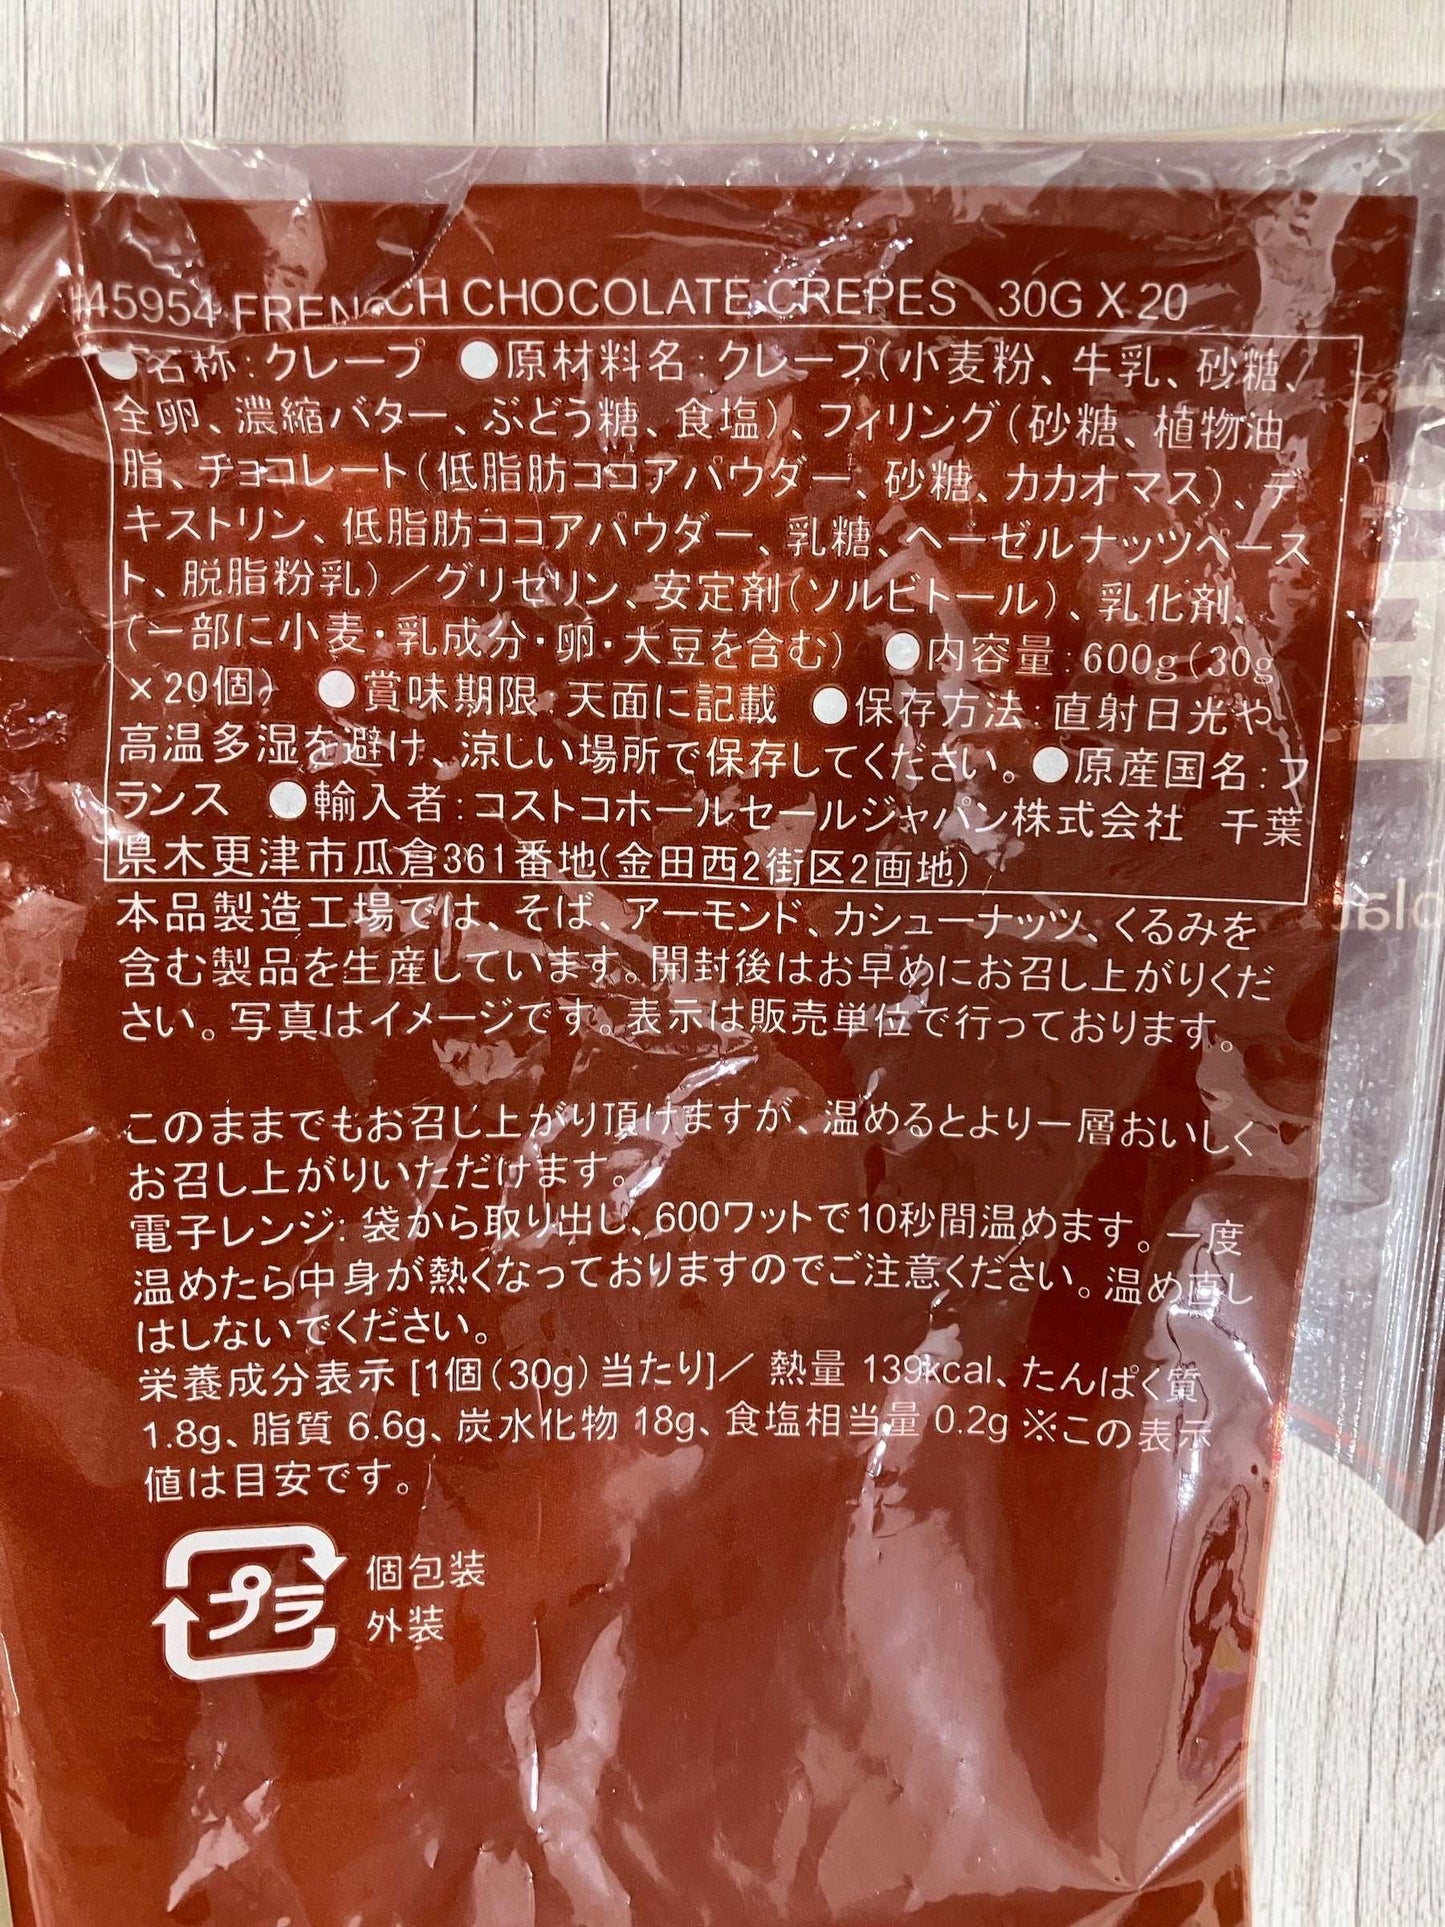 #45954 FRENCH CHOCOLATE CREPES 30G X 20
●名称:クレープ ●原材料名:クレープ(小麦粉、牛乳、砂糖、
全卵、濃縮バター、ぶどう糖、食塩)、フィリング(砂糖、植物油
脂、チョコレート(低脂肪ココアパウダー、砂糖、カカオマス)、デ
キストリン、低脂肪ココアパウダー、乳糖、ヘーゼルナッツペース
ト、脱脂粉乳)／グリセリン、安定剤(ソルビトール)、乳化剤、
(一部に小麦・乳成分・卵・大豆を含む) ●内容量:600g(30g
×20個) ●賞味期限:天面に記載 ●保存方法:直射日光や
高温多湿を避け、涼しい場所で保存してください。●原産国名:フ
ランス ●輸入者:コストコホールセールジャパン株式会社 千葉
県木更津市瓜倉361番地(金田西2街区2画地)
本品製造工場では、そば、アーモンド、カシューナッツ、くるみを
含む製品を生産しています。開封後はお早めにお召し上がりくだ
さい。写真はイメージです。表示は販売単位で行っております。
このままでもお召し上がり頂けますが、温めるとより一層おいしく
お召し上がりいただけます。
電子レンジ: 袋から取り出し、600ワットで10秒間温めます。一度
温めたら中身が熱くなっておりますのでご注意ください。温め直し
はしないでください。
栄養成分表示 [1個(30g)当たり]／ 熱量 139kcal、たんぱく質
1.8g、脂質 6.6g、炭水化物 18g、食塩相当量 0.2g ※この表示
値は目安です。
プラ
個包装
外装